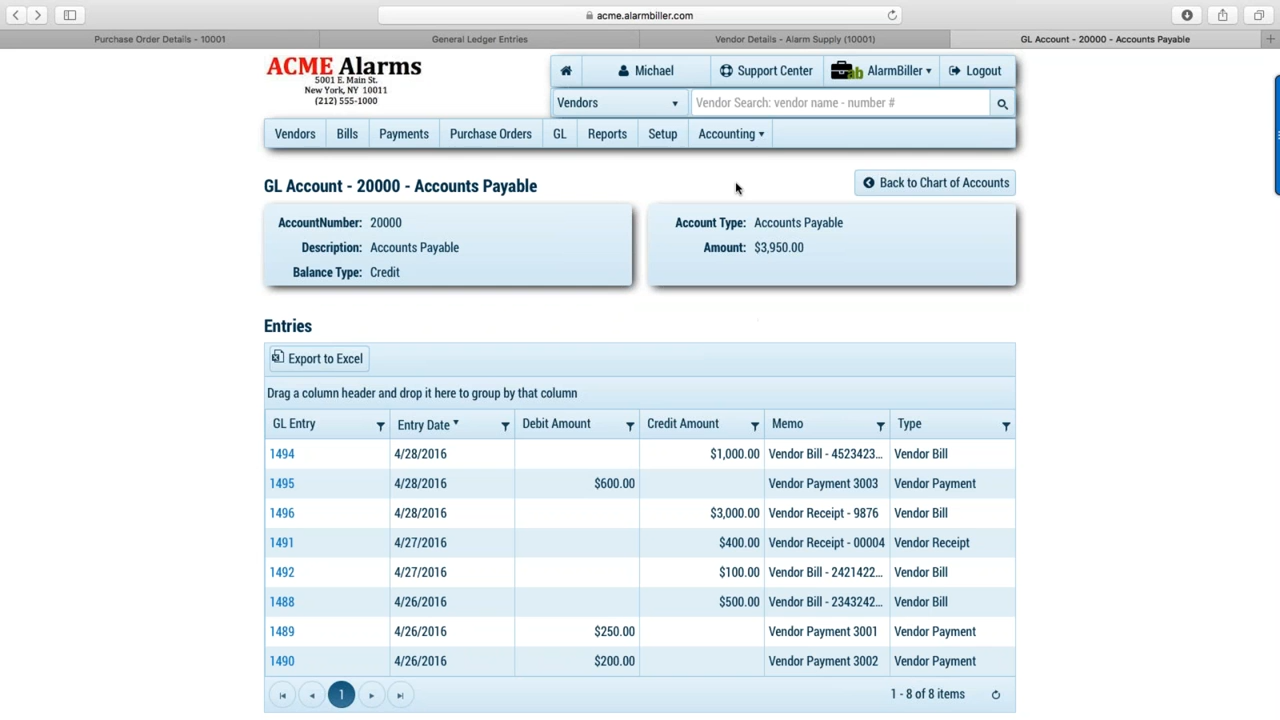 acme.alarmbiller.com
Purchase Order Details - 10001
General Ledger Entries
Vendor Details - Alarm Supply (10001)
GL Account - 20000 - Accounts Payable
ACME Alarms
5001 E. Main St.
New York, NY 10011
(212) 555-1000
Michael
Support Center
ab AlarmBiller
Logout
Vendors
Vendor Search: vendor name - number #
Vendors Bills Payments Purchase Orders GL Reports Setup Accounting
GL Account - 20000 - Accounts Payable
Back to Chart of Accounts
AccountNumber: 20000
Description: Accounts Payable
Balance Type: Credit
Account Type: Accounts Payable
Amount: $3,950.00
Entries
Export to Excel
Drag a column header and drop it here to group by that column
GL Entry Entry Date Debit Amount Credit Amount Memo Type
1494 4/28/2016 $1,000.00 Vendor Bill - 4523423... Vendor Bill
1495 4/28/2016 $600.00 Vendor Payment 3003 Vendor Payment
1496 4/28/2016 $3,000.00 Vendor Receipt - 9876 Vendor Bill
1491 4/27/2016 $400.00 Vendor Receipt - 00004 Vendor Receipt
1492 4/27/2016 $100.00 Vendor Bill - 2421422... Vendor Bill
1488 4/26/2016 $500.00 Vendor Bill - 2343242... Vendor Bill
1489 4/26/2016 $250.00 Vendor Payment 3001 Vendor Payment
1490 4/26/2016 $200.00 Vendor Payment 3002 Vendor Payment
1
1 - 8 of 8 items